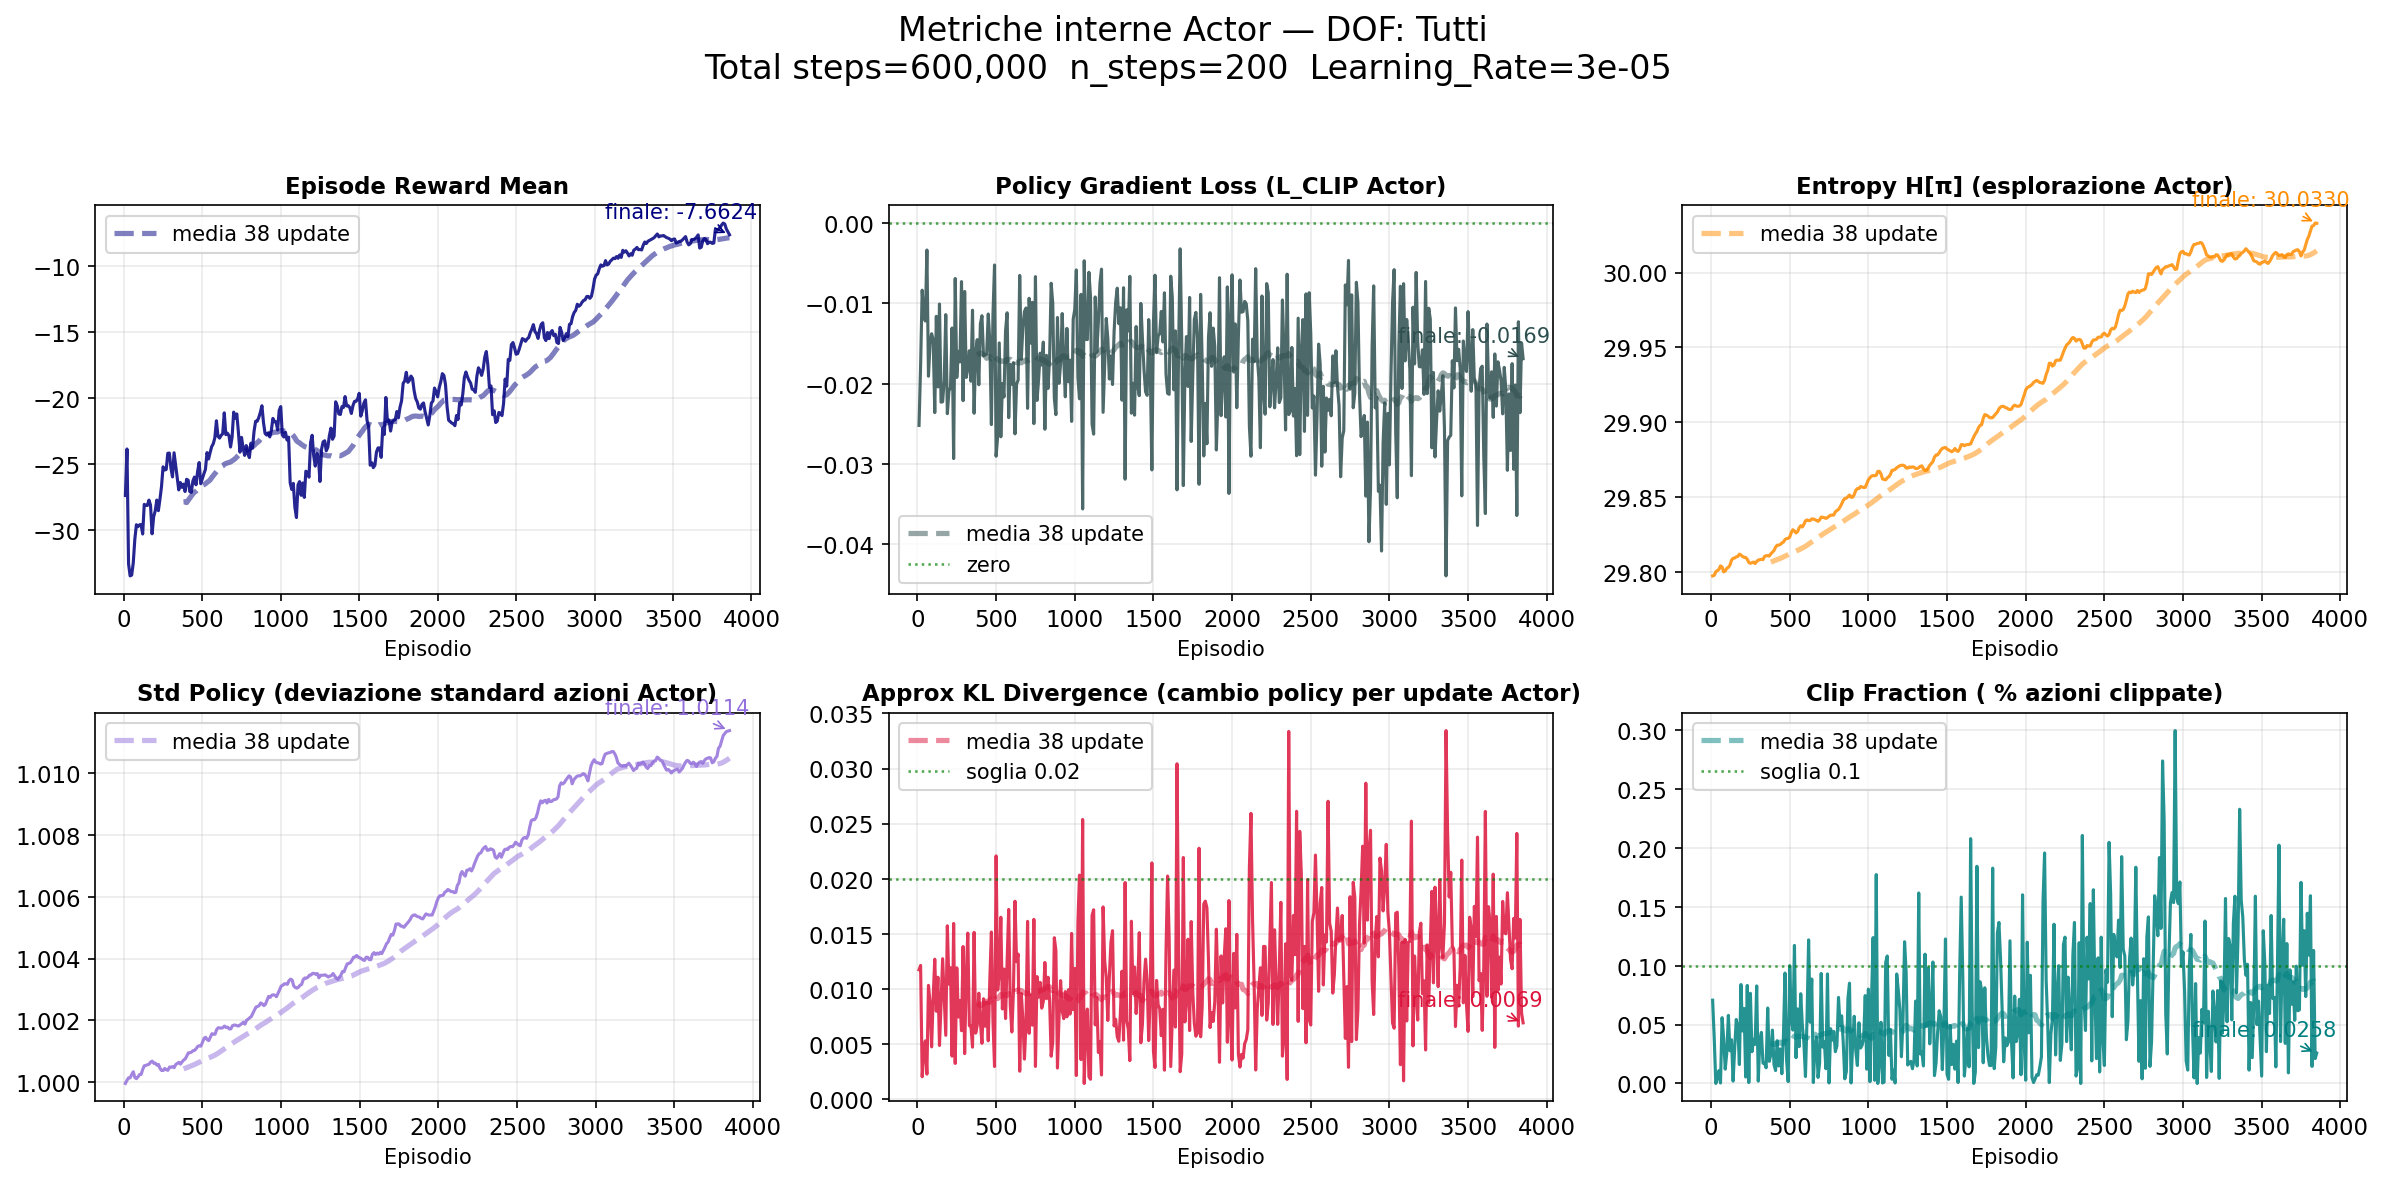 Metriche interne Actor — DOF: Tutti
Total steps=600,000  n_steps=200  Learning_Rate=3e-05
Episode Reward Mean
finale: -7.6624
media 38 update
−10
−15
−20
−25
−30
0 500 1000 1500 2000 2500 3000 3500 4000
Episodio
Policy Gradient Loss (L_CLIP Actor)
0.00
−0.01
−0.02
−0.03
−0.04
finale: -0.0169
media 38 update
zero
0 500 1000 1500 2000 2500 3000 3500 4000
Episodio
Entropy H[π] (esplorazione Actor)
finale: 30.0330
media 38 update
30.00
29.95
29.90
29.85
29.80
0 500 1000 1500 2000 2500 3000 3500 4000
Episodio
Std Policy (deviazione standard azioni Actor)
finale: 1.0114
media 38 update
1.010
1.008
1.006
1.004
1.002
1.000
0 500 1000 1500 2000 2500 3000 3500 4000
Episodio
Approx KL Divergence (cambio policy per update Actor)
media 38 update
soglia 0.02
0.035
0.030
0.025
0.020
0.015
0.010
0.005
0.000
finale: 0.0069
0 500 1000 1500 2000 2500 3000 3500 4000
Episodio
Clip Fraction ( % azioni clippate)
media 38 update
soglia 0.1
0.30
0.25
0.20
0.15
0.10
0.05
0.00
finale: 0.0258
0 500 1000 1500 2000 2500 3000 3500 4000
Episodio